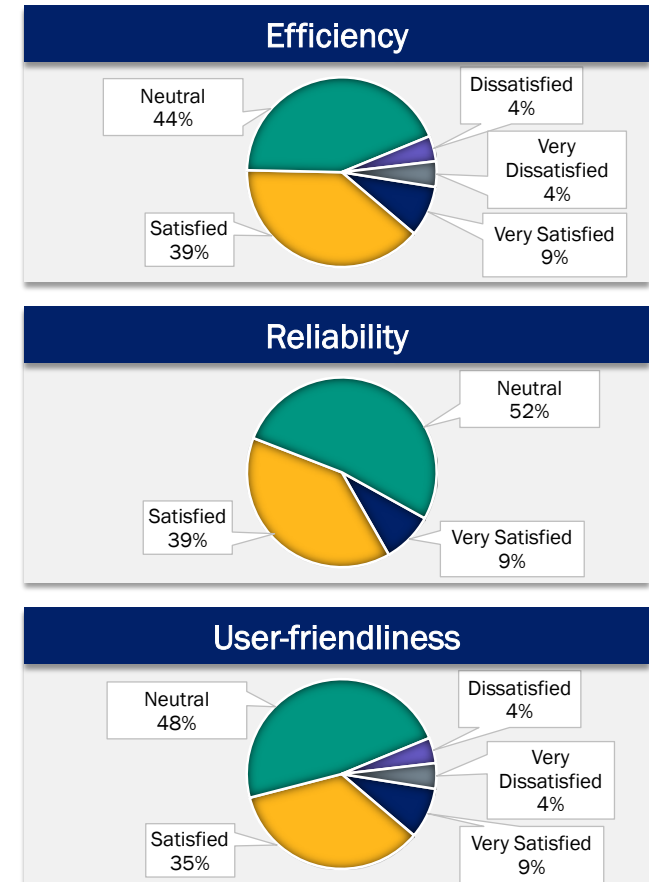 Efficiency
Neutral
44%
Dissatisfied
4%
Very
Dissatisfied
4%
Satisfied
39%
Very Satisfied
9%
Reliability
Neutral
52%
Satisfied
39%
Very Satisfied
9%
User-friendliness
Neutral
48%
Dissatisfied
4%
Very
Dissatisfied
4%
Satisfied
35%
Very Satisfied
9%